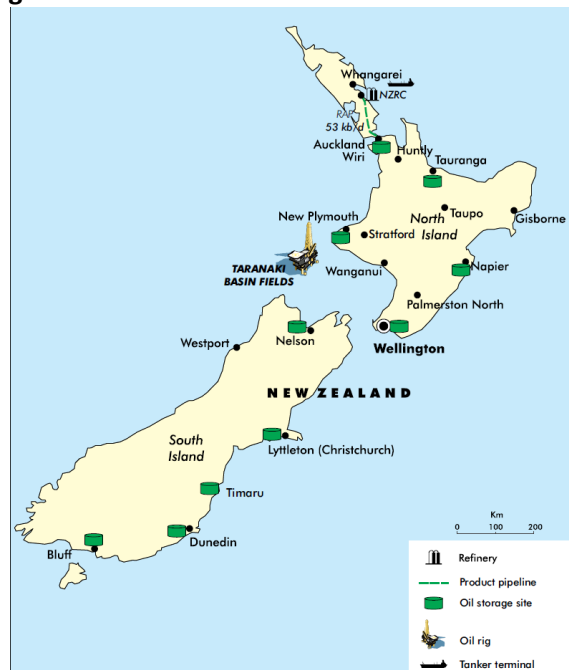 Whangarei
NZRC
RAP
53 kb/d
Auckland
Wiri
Huntly
Tauranga
New Plymouth
North
Island
Taupo
Gisborne
Stratford
TARANAKI
BASIN FIELDS
Wanganui
Napier
Palmerston North
Nelson
Wellington
Westport
NEW ZEALAND
South
Island
Lyttleton (Christchurch)
Timaru
Dunedin
Bluff
Km
0 100 200
Refinery
Product pipeline
Oil storage site
Oil rig
Tanker terminal